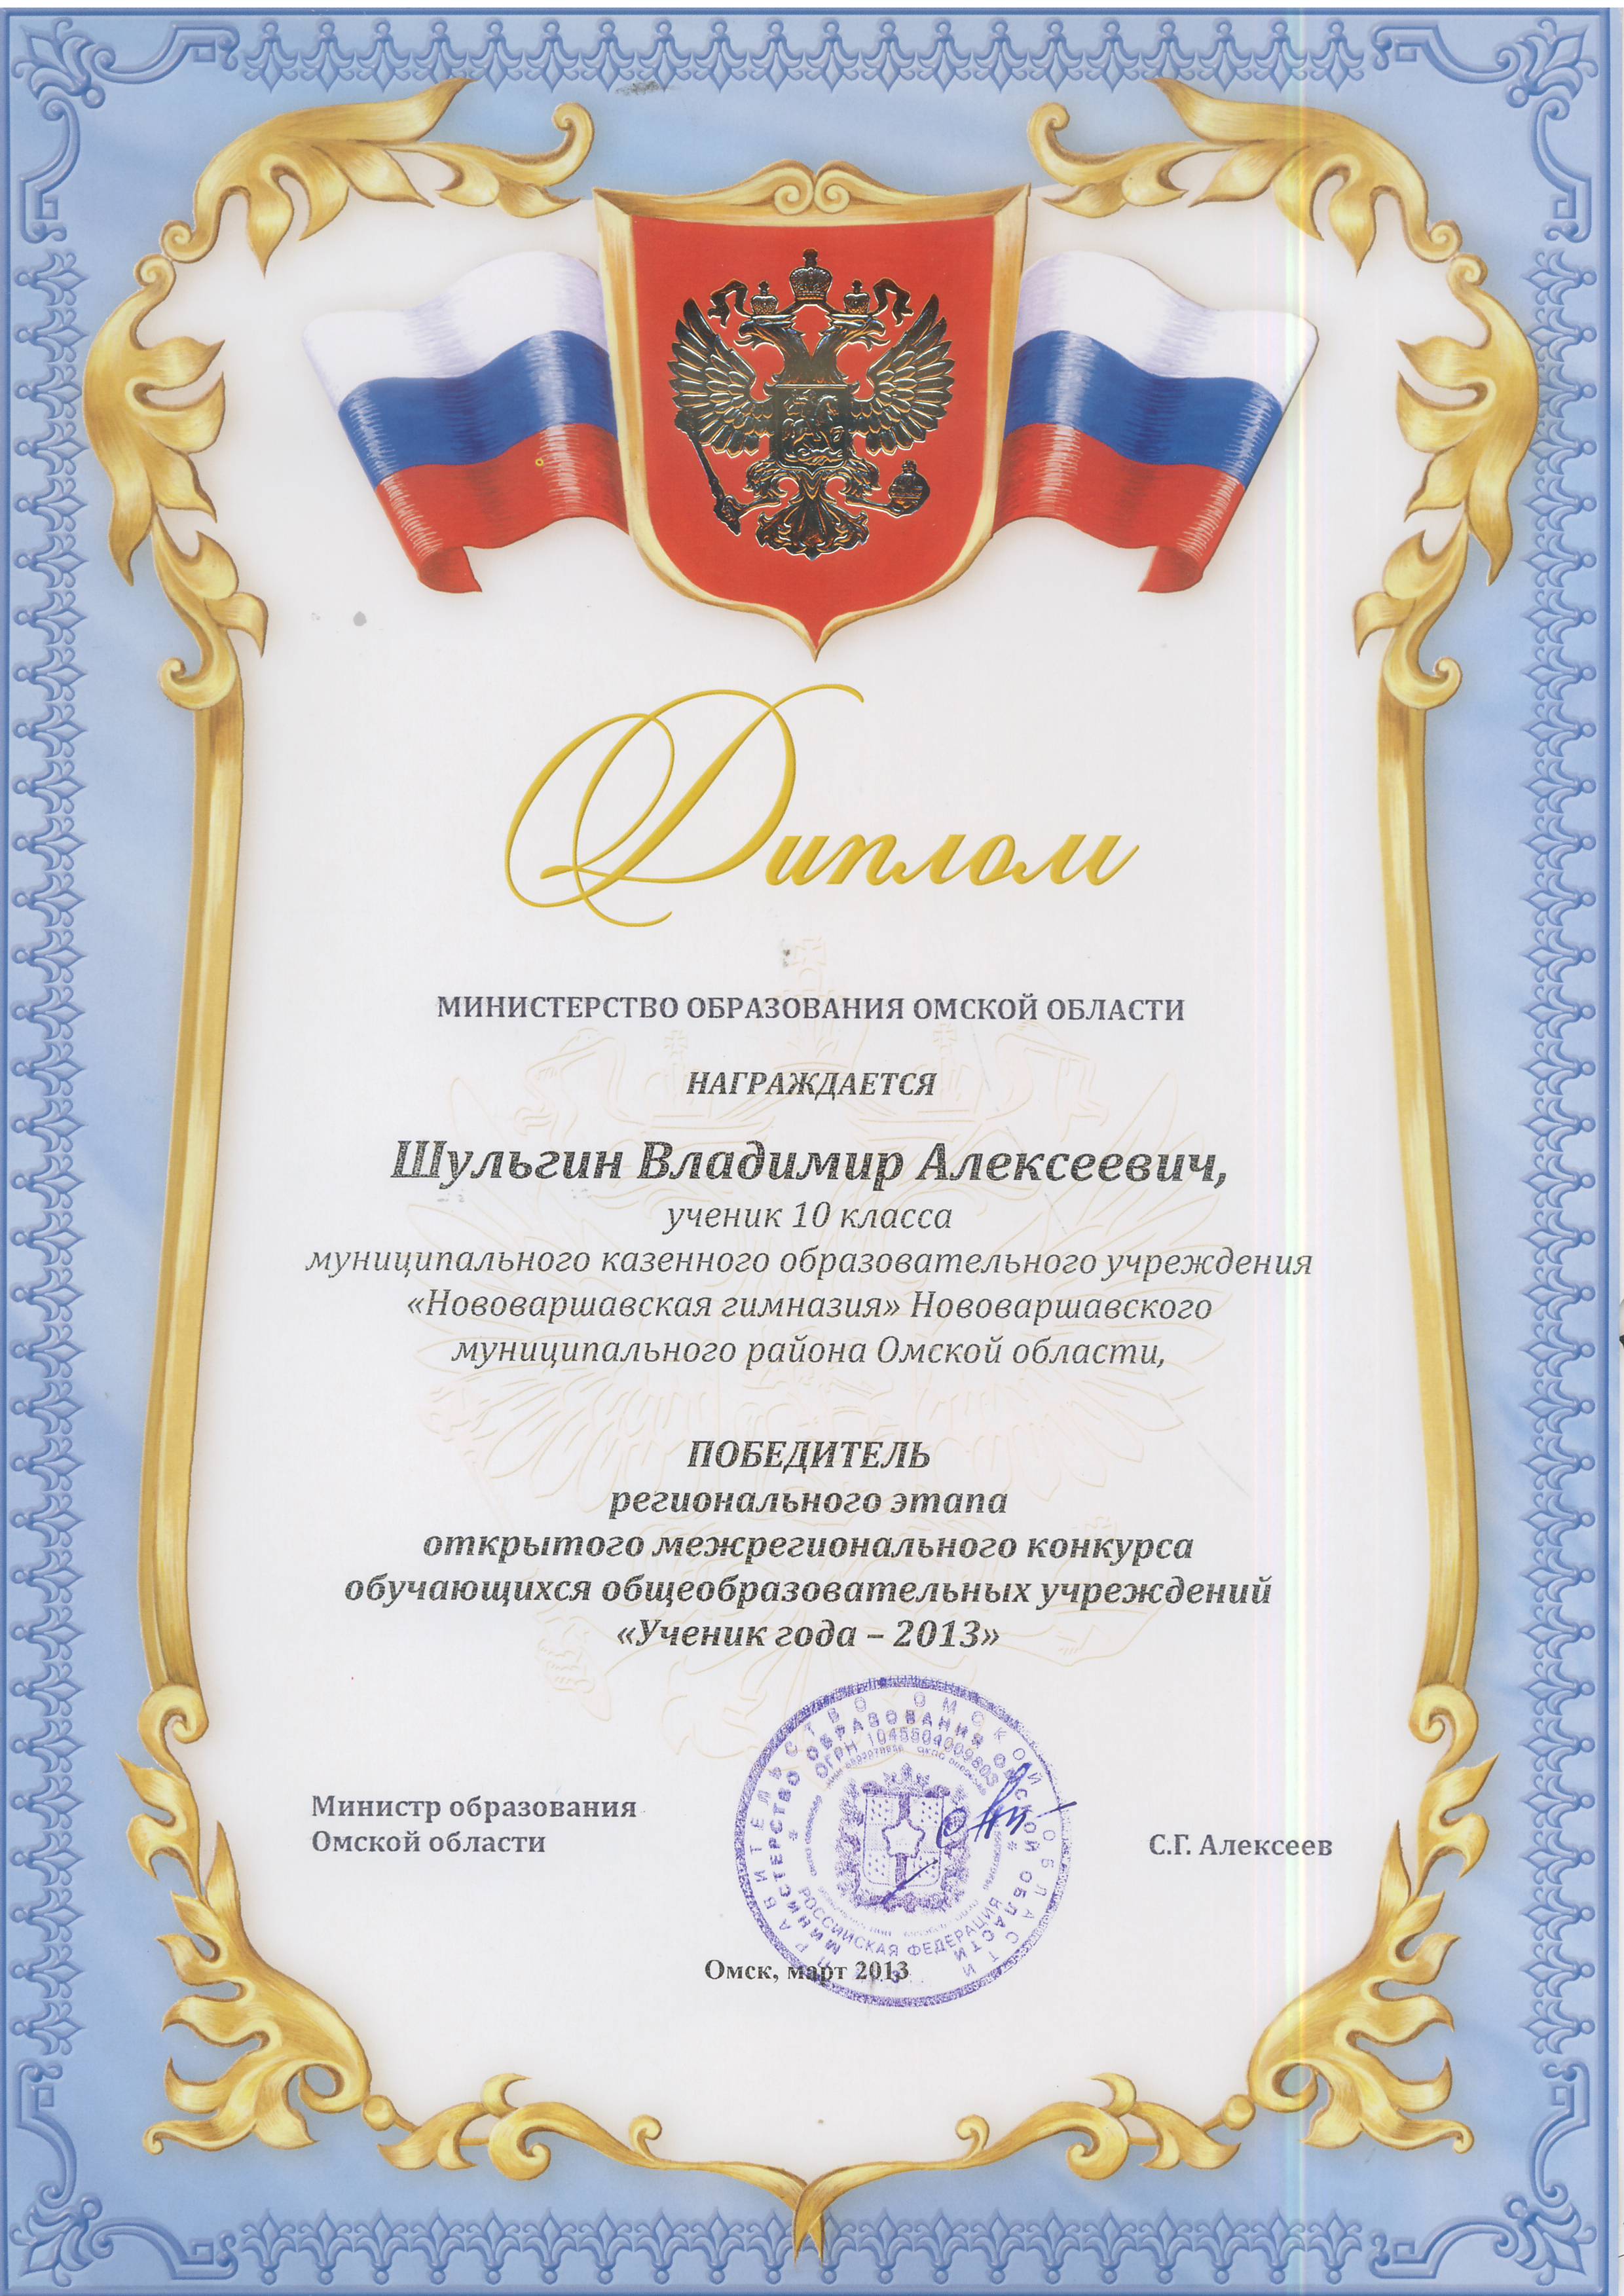 Диплом
МИНИСТЕРСТВО ОБРАЗОВАНИЯ ОМСКОЙ ОБЛАСТИ
НАГРАЖДАЕТСЯ
Шульгин Владимир Алексеевич,
ученик 10 класса
муниципального казенного образовательного учреждения
«Нововаршавская гимназия» Нововаршавского
муниципального района Омской области,
ПОБЕДИТЕЛЬ
регионального этапа
открытого межрегионального конкурса
обучающихся общеобразовательных учреждений
«Ученик года – 2013»
ПРАВИТЕЛЬСТВО ОМСКОЙ ОБЛАСТИ
МИНИСТЕРСТВО ОБРАЗОВАНИЯ ОМСКОЙ ОБЛАСТИ
ОГРН
РОССИЙСКАЯ ФЕДЕРАЦИЯ
Министр образования
Омской области
С.Г. Алексеев
Омск, март 2013